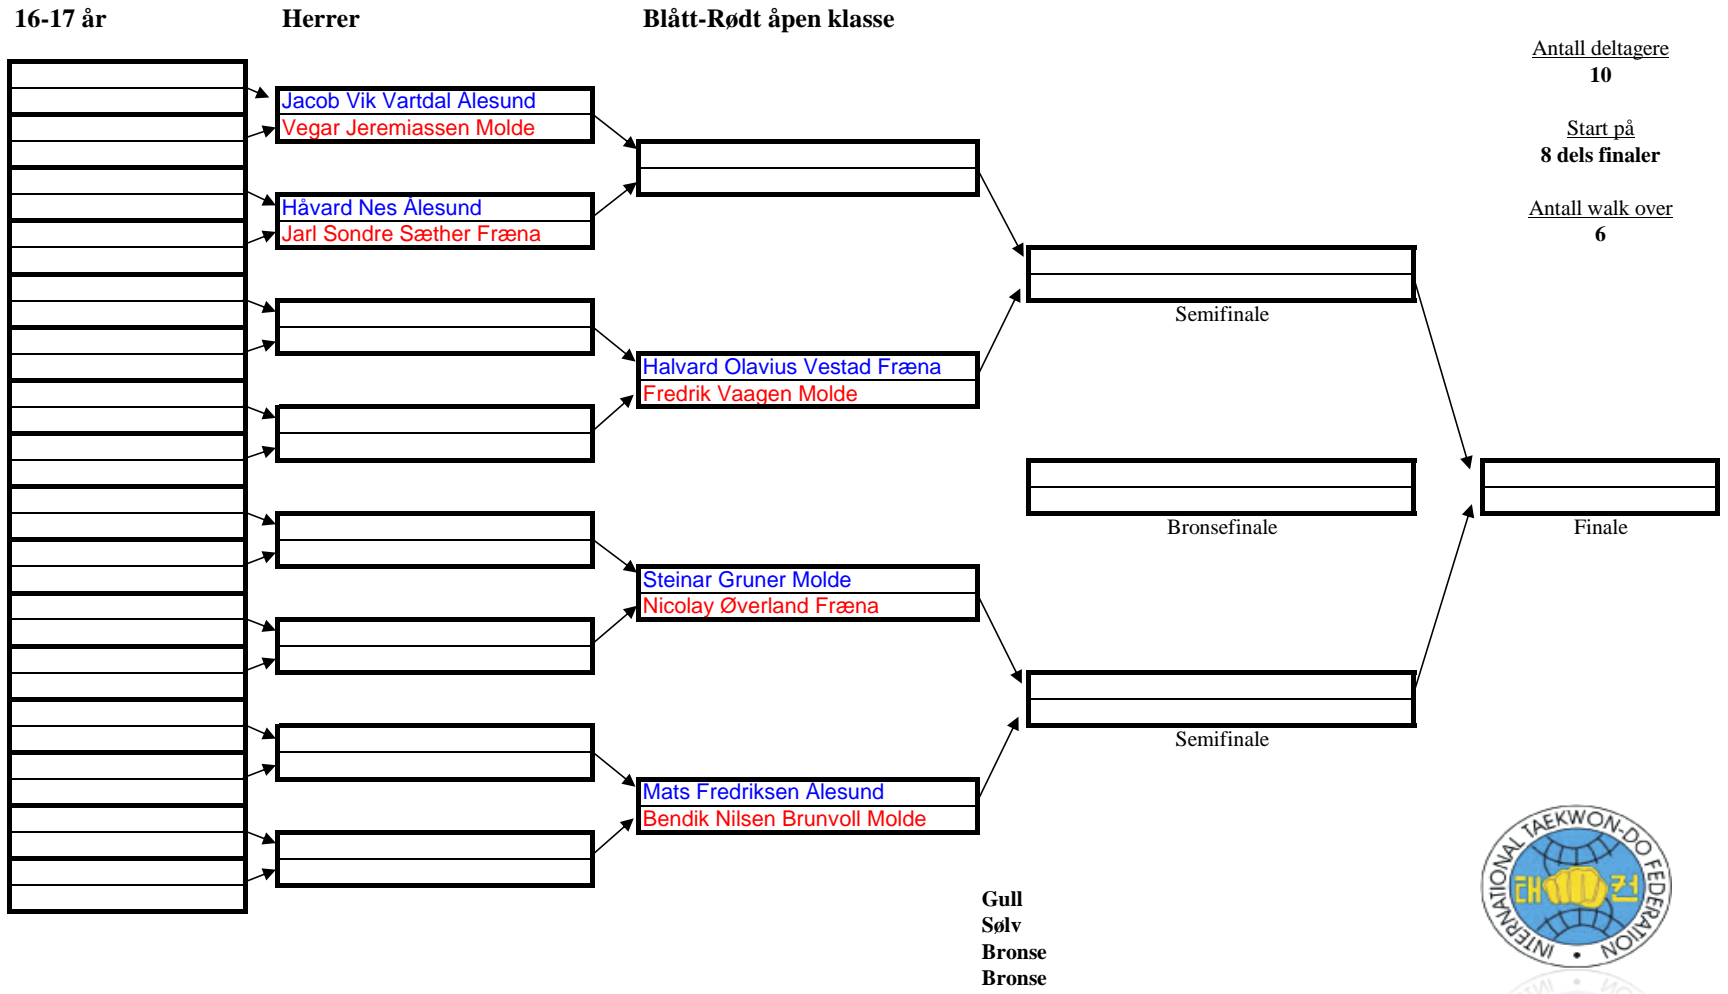 16-17 år Herrer Blått-Rødt åpen klasse
Antall deltagere
10
Start på
8 dels finaler
Antall walk over
6
Jacob Vik Vartdal Ålesund
Vegar Jeremiassen Molde
Håvard Nes Ålesund
Jarl Sondre Sæther Fræna
Halvard Olavius Vestad Fræna
Fredrik Vaagen Molde
Steinar Gruner Molde
Nicolay Øverland Fræna
Mats Fredriksen Ålesund
Bendik Nilsen Brunvoll Molde
Semifinale
Bronsefinale
Finale
Semifinale
Gull
Sølv
Bronse
Bronse
INTERNATIONAL TAEKWON-DO FEDERATION
태권